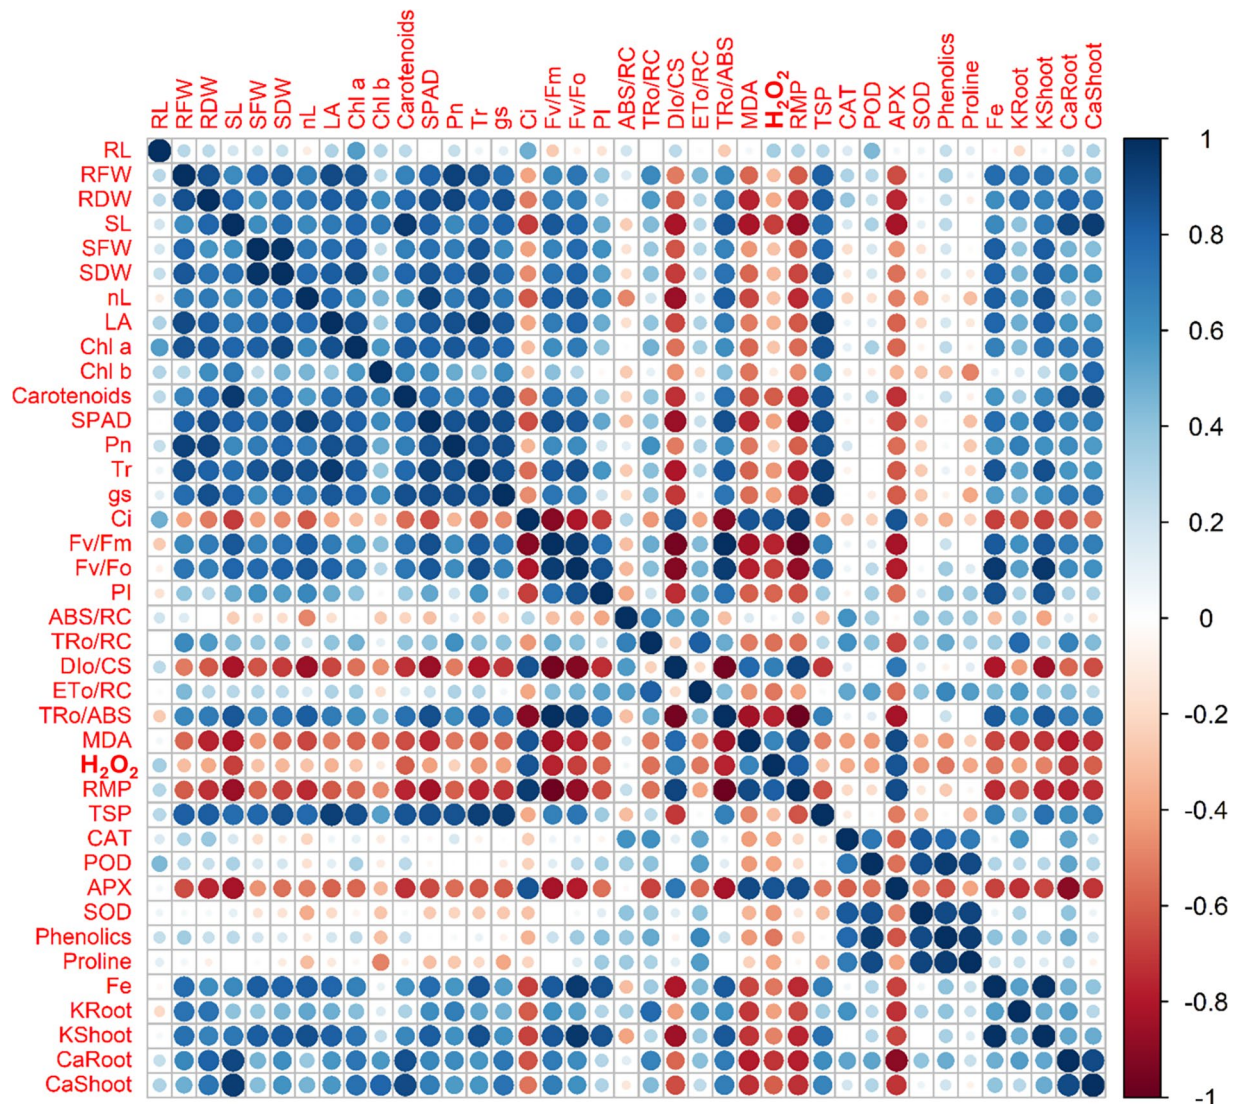 RL RFW RDW SL SFW SDW nL LA Chl a Chl b Carotenoids SPAD Pn Tr gs Ci Fv/Fm Fv/Fo PI ABS/RC TRo/RC DIo/CS ETo/RC TRo/ABS MDA H₂O₂ RMP TSP CAT POD APX SOD Phenolics Proline Fe KRoot KShoot CaRoot CaShoot
RL
RFW
RDW
SL
SFW
SDW
nL
LA
Chl a
Chl b
Carotenoids
SPAD
Pn
Tr
gs
Ci
Fv/Fm
Fv/Fo
PI
ABS/RC
TRo/RC
DIo/CS
ETo/RC
TRo/ABS
MDA
H₂O₂
RMP
TSP
CAT
POD
APX
SOD
Phenolics
Proline
Fe
KRoot
KShoot
CaRoot
CaShoot
1
0.8
0.6
0.4
0.2
0
-0.2
-0.4
-0.6
-0.8
-1